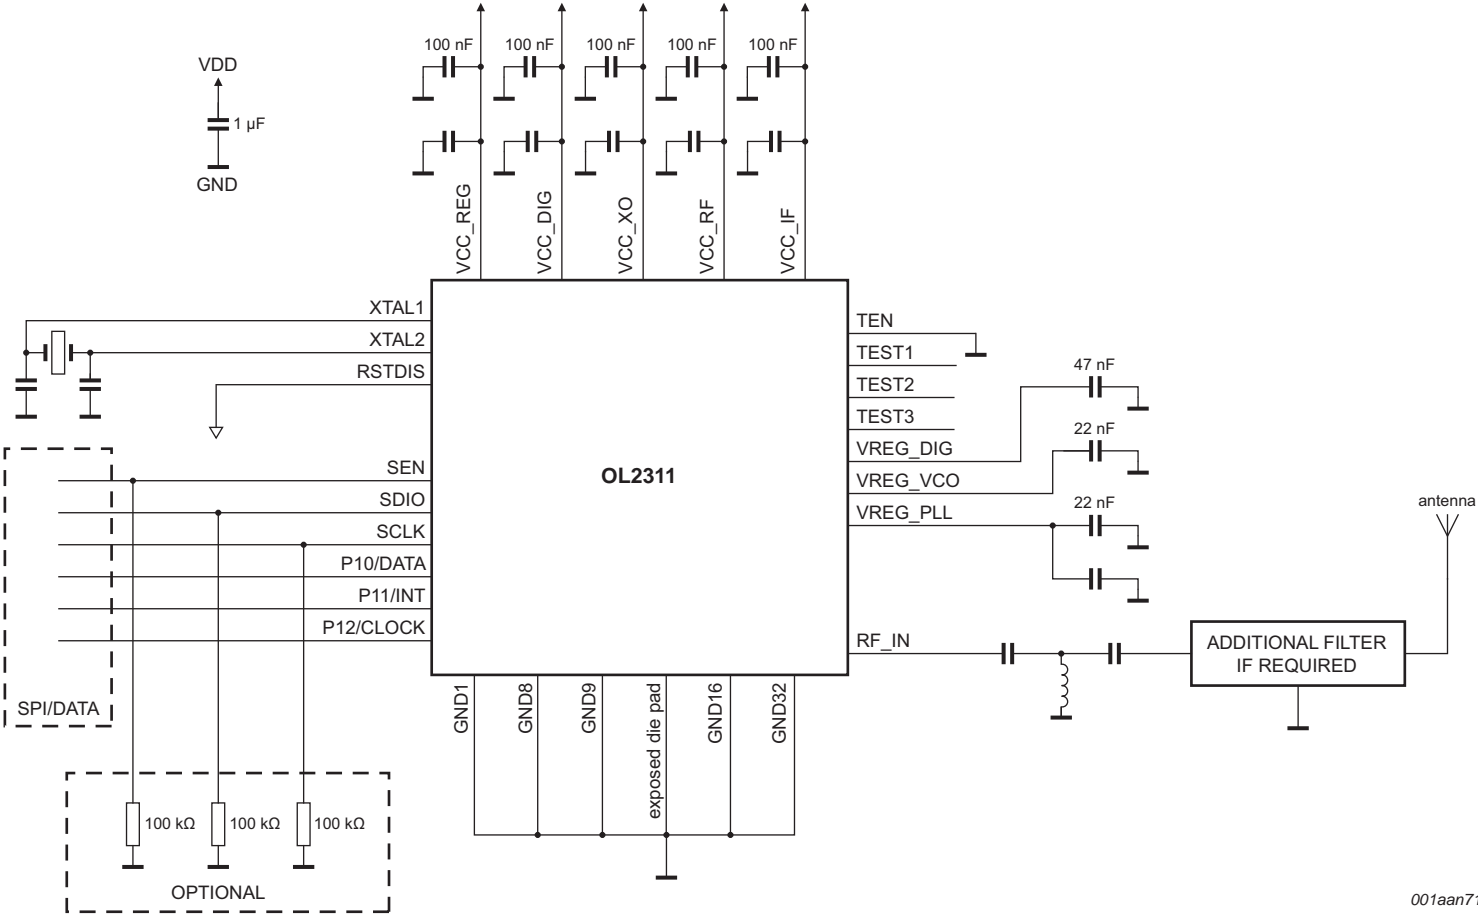 100 nF
100 nF
100 nF
100 nF
100 nF
VDD
1 µF
GND
VCC_REG
VCC_DIG
VCC_XO
VCC_RF
VCC_IF
XTAL1
XTAL2
RSTDIS
SEN
SDIO
SCLK
P10/DATA
P11/INT
P12/CLOCK
SPI/DATA
OL2311
TEN
TEST1
TEST2
TEST3
VREG_DIG
VREG_VCO
VREG_PLL
RF_IN
47 nF
22 nF
22 nF
antenna
ADDITIONAL FILTER
IF REQUIRED
GND1
GND8
GND9
exposed die pad
GND16
GND32
100 kΩ
100 kΩ
100 kΩ
OPTIONAL
001aan71